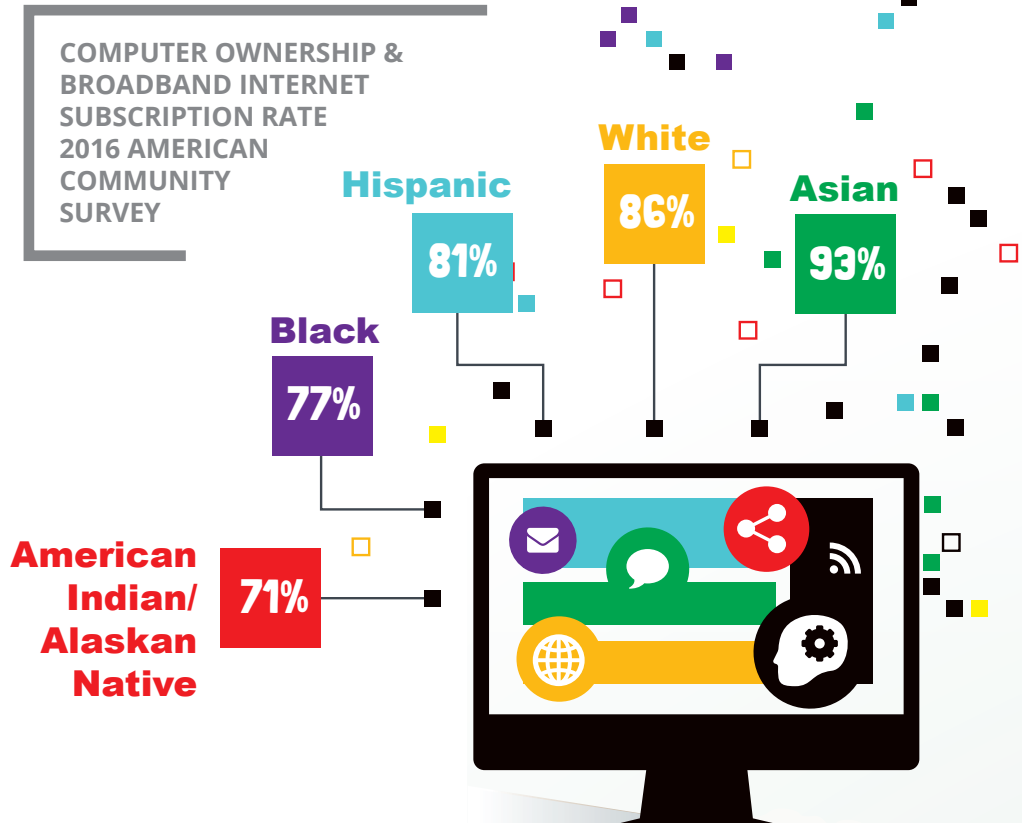 COMPUTER OWNERSHIP &
BROADBAND INTERNET
SUBSCRIPTION RATE
2016 AMERICAN
COMMUNITY
SURVEY
White
86%
Hispanic
81%
Asian
93%
Black
77%
American
Indian/
Alaskan
Native
71%